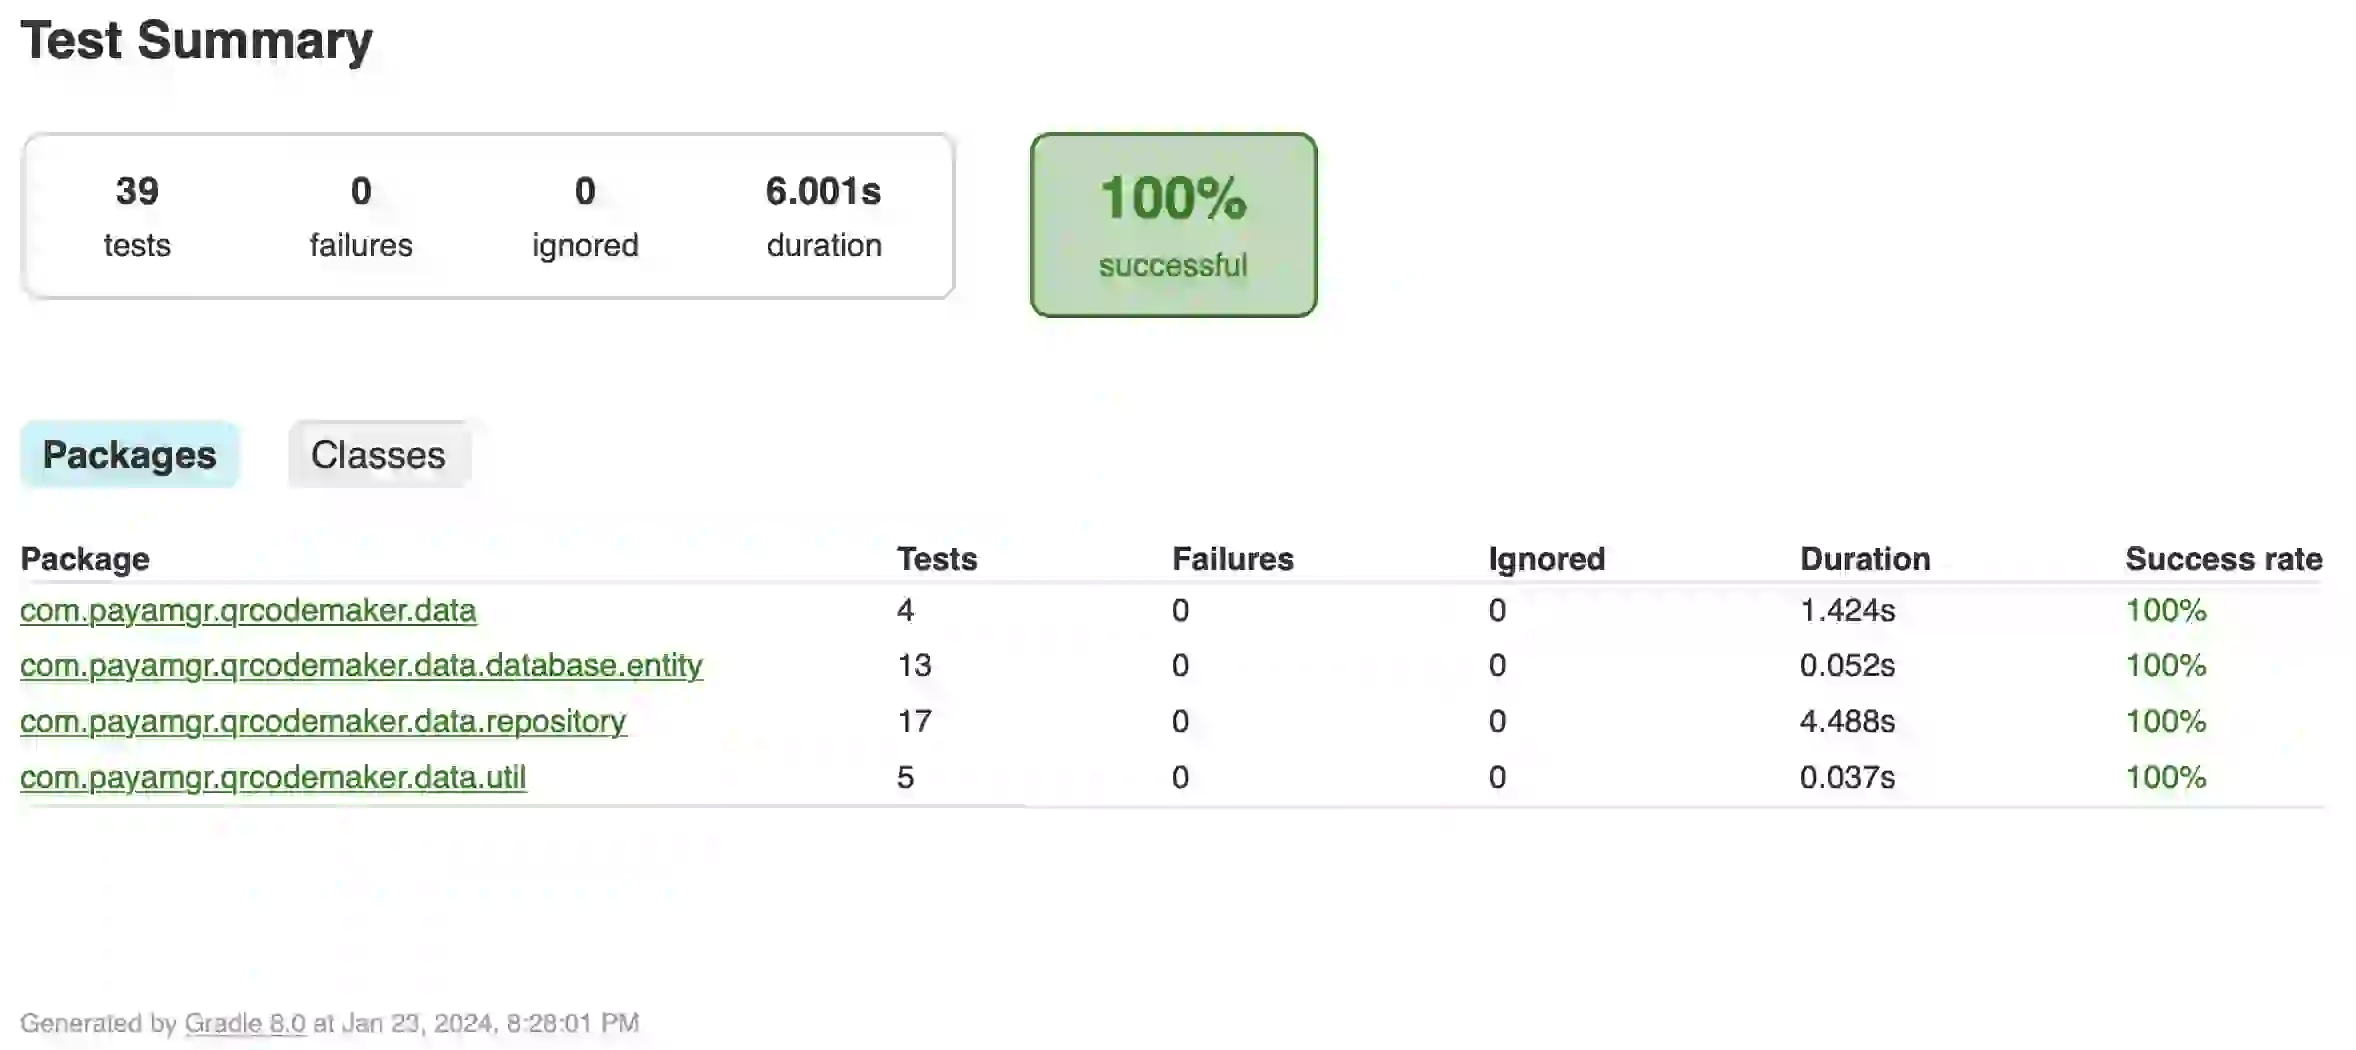 Test Summary
39 0 0 6.001s
tests failures ignored duration
100%
successful
Packages Classes
Package Tests Failures Ignored Duration Success rate
com.payamgr.qrcodemaker.data 4 0 0 1.424s 100%
com.payamgr.qrcodemaker.data.database.entity 13 0 0 0.052s 100%
com.payamgr.qrcodemaker.data.repository 17 0 0 4.488s 100%
com.payamgr.qrcodemaker.data.util 5 0 0 0.037s 100%
Generated by Gradle 8.0 at Jan 23, 2024, 8:28:01 PM